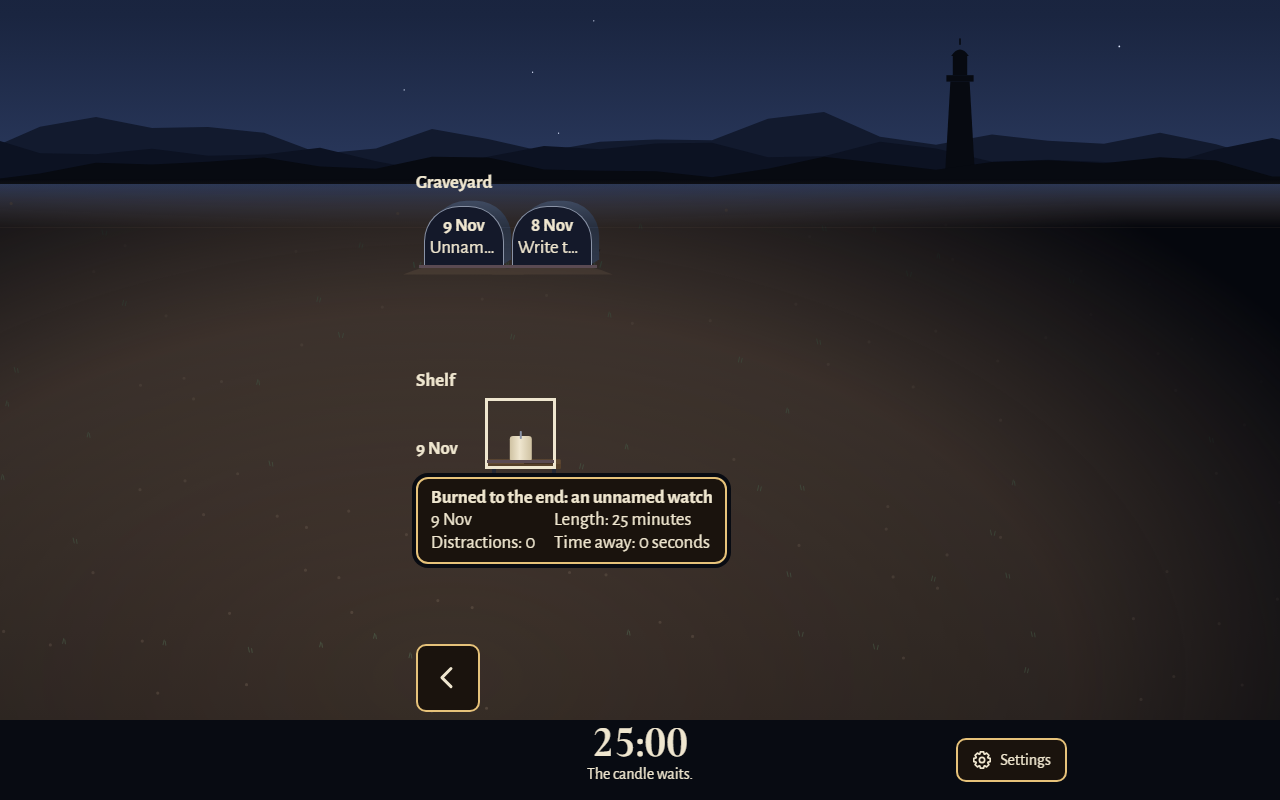 Graveyard
9 Nov
Unnam...
8 Nov
Write t...
Shelf
9 Nov
Burned to the end: an unnamed watch
9 Nov
Length: 25 minutes
Distractions: 0
Time away: 0 seconds
25:00
The candle waits.
Settings